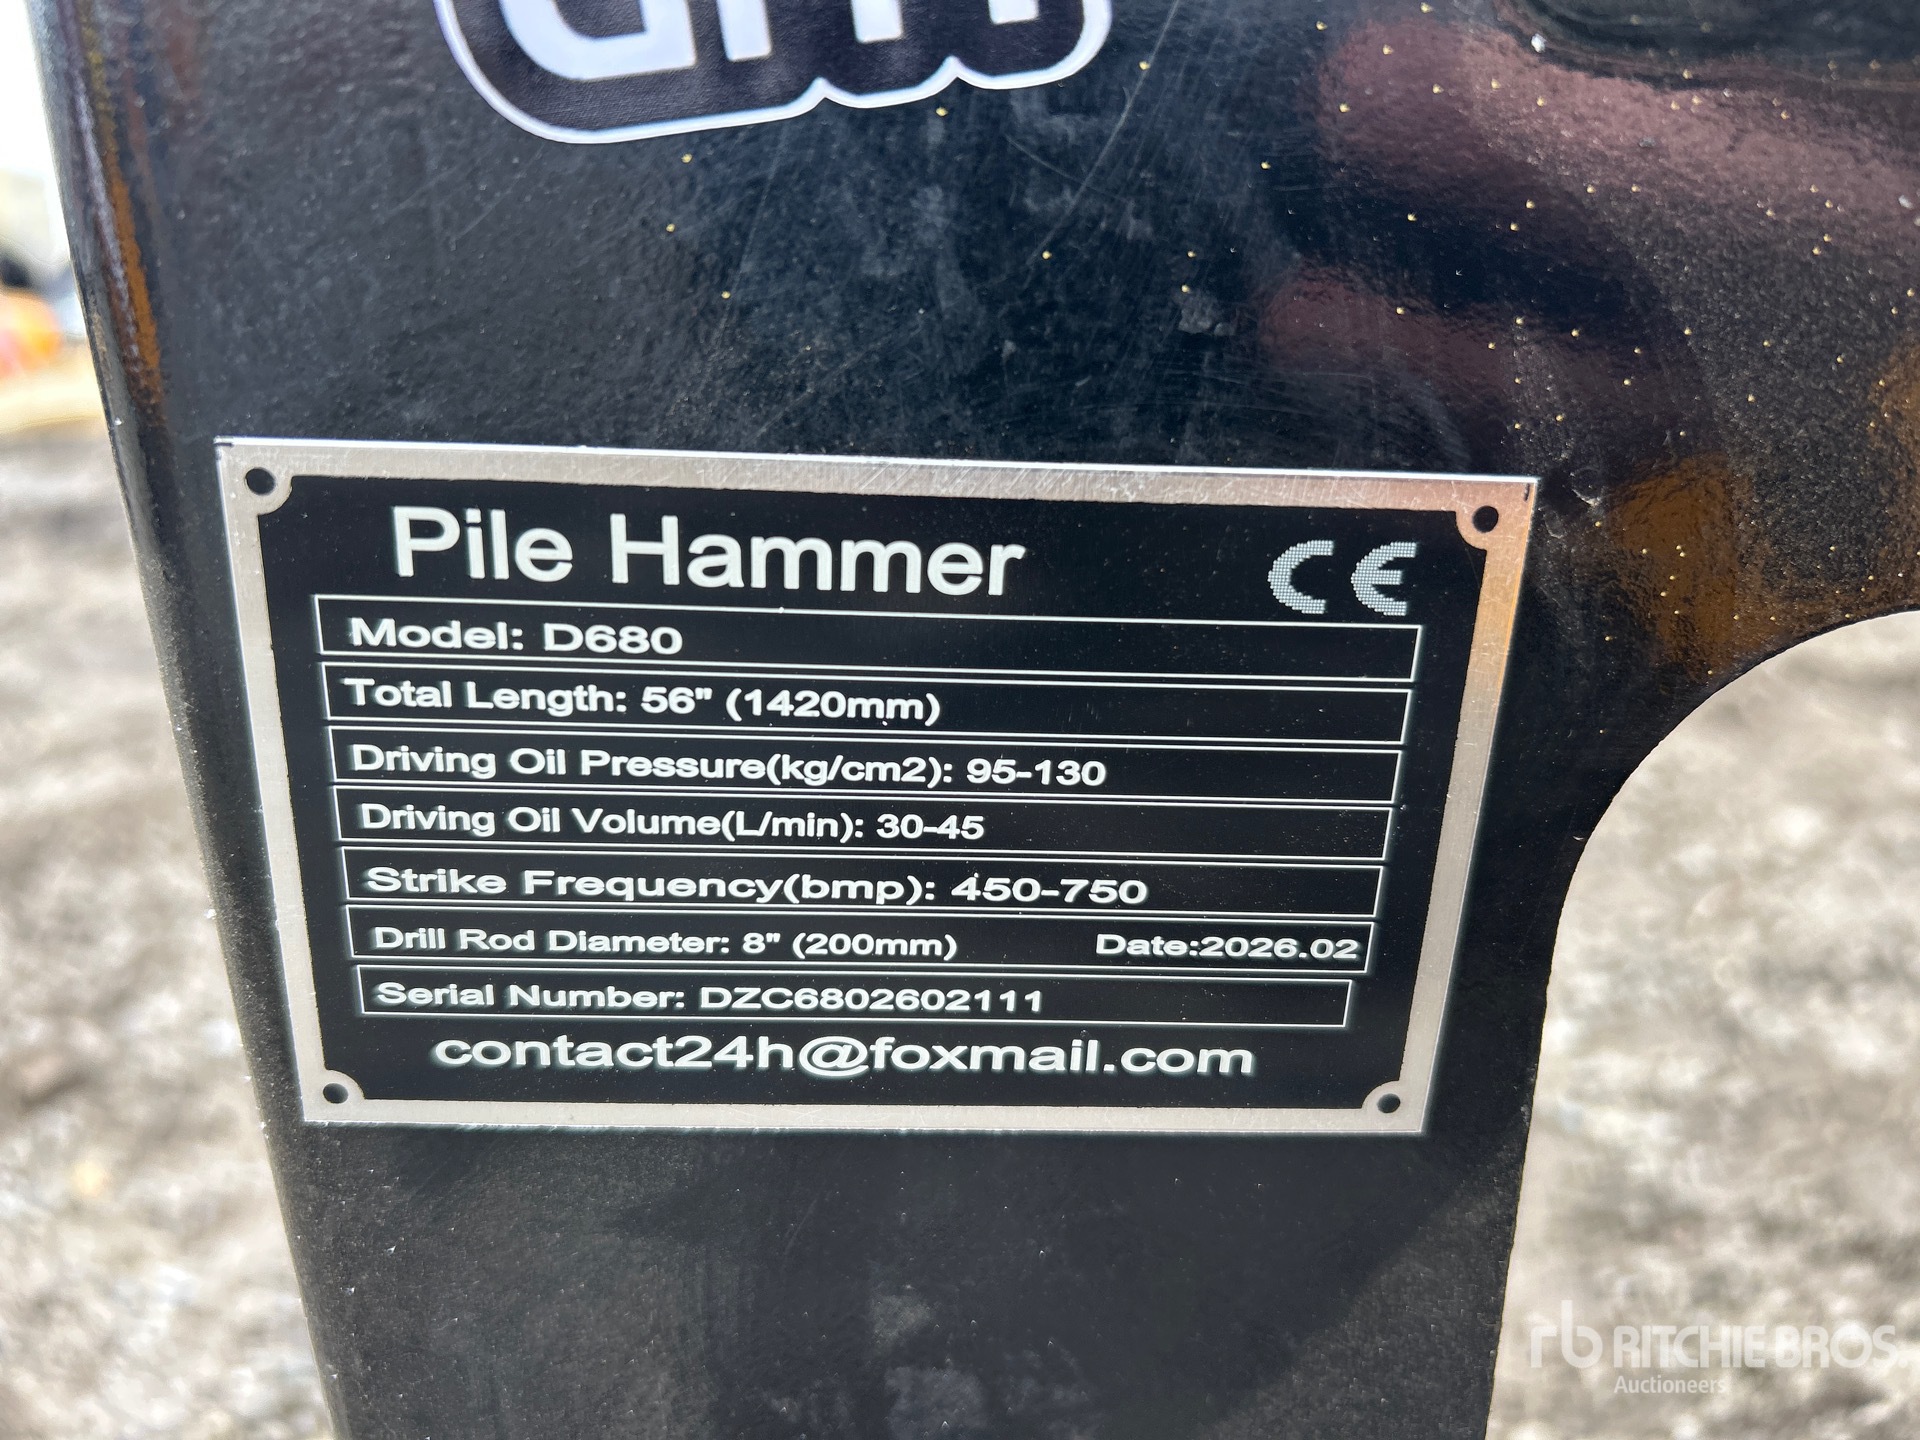 Pile Hammer CE
Model: D680
Total Length: 56" (1420mm)
Driving Oil Pressure(kg/cm2): 95-130
Driving Oil Volume(L/min): 30-45
Strike Frequency(bmp): 450-750
Drill Rod Diameter: 8" (200mm) Date:2026.02
Serial Number: DZC6802602111
contact24h@foxmail.com
rb RITCHIE BROS
Auctioneers